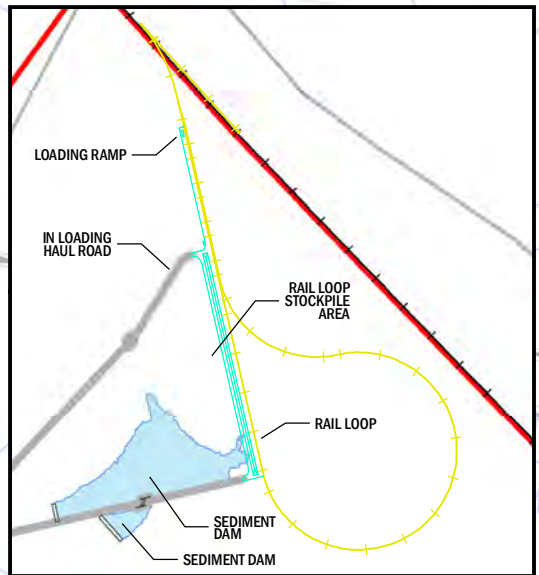 LOADING RAMP
IN LOADING
HAUL ROAD
RAIL LOOP
STOCKPILE
AREA
RAIL LOOP
SEDIMENT
DAM
SEDIMENT DAM